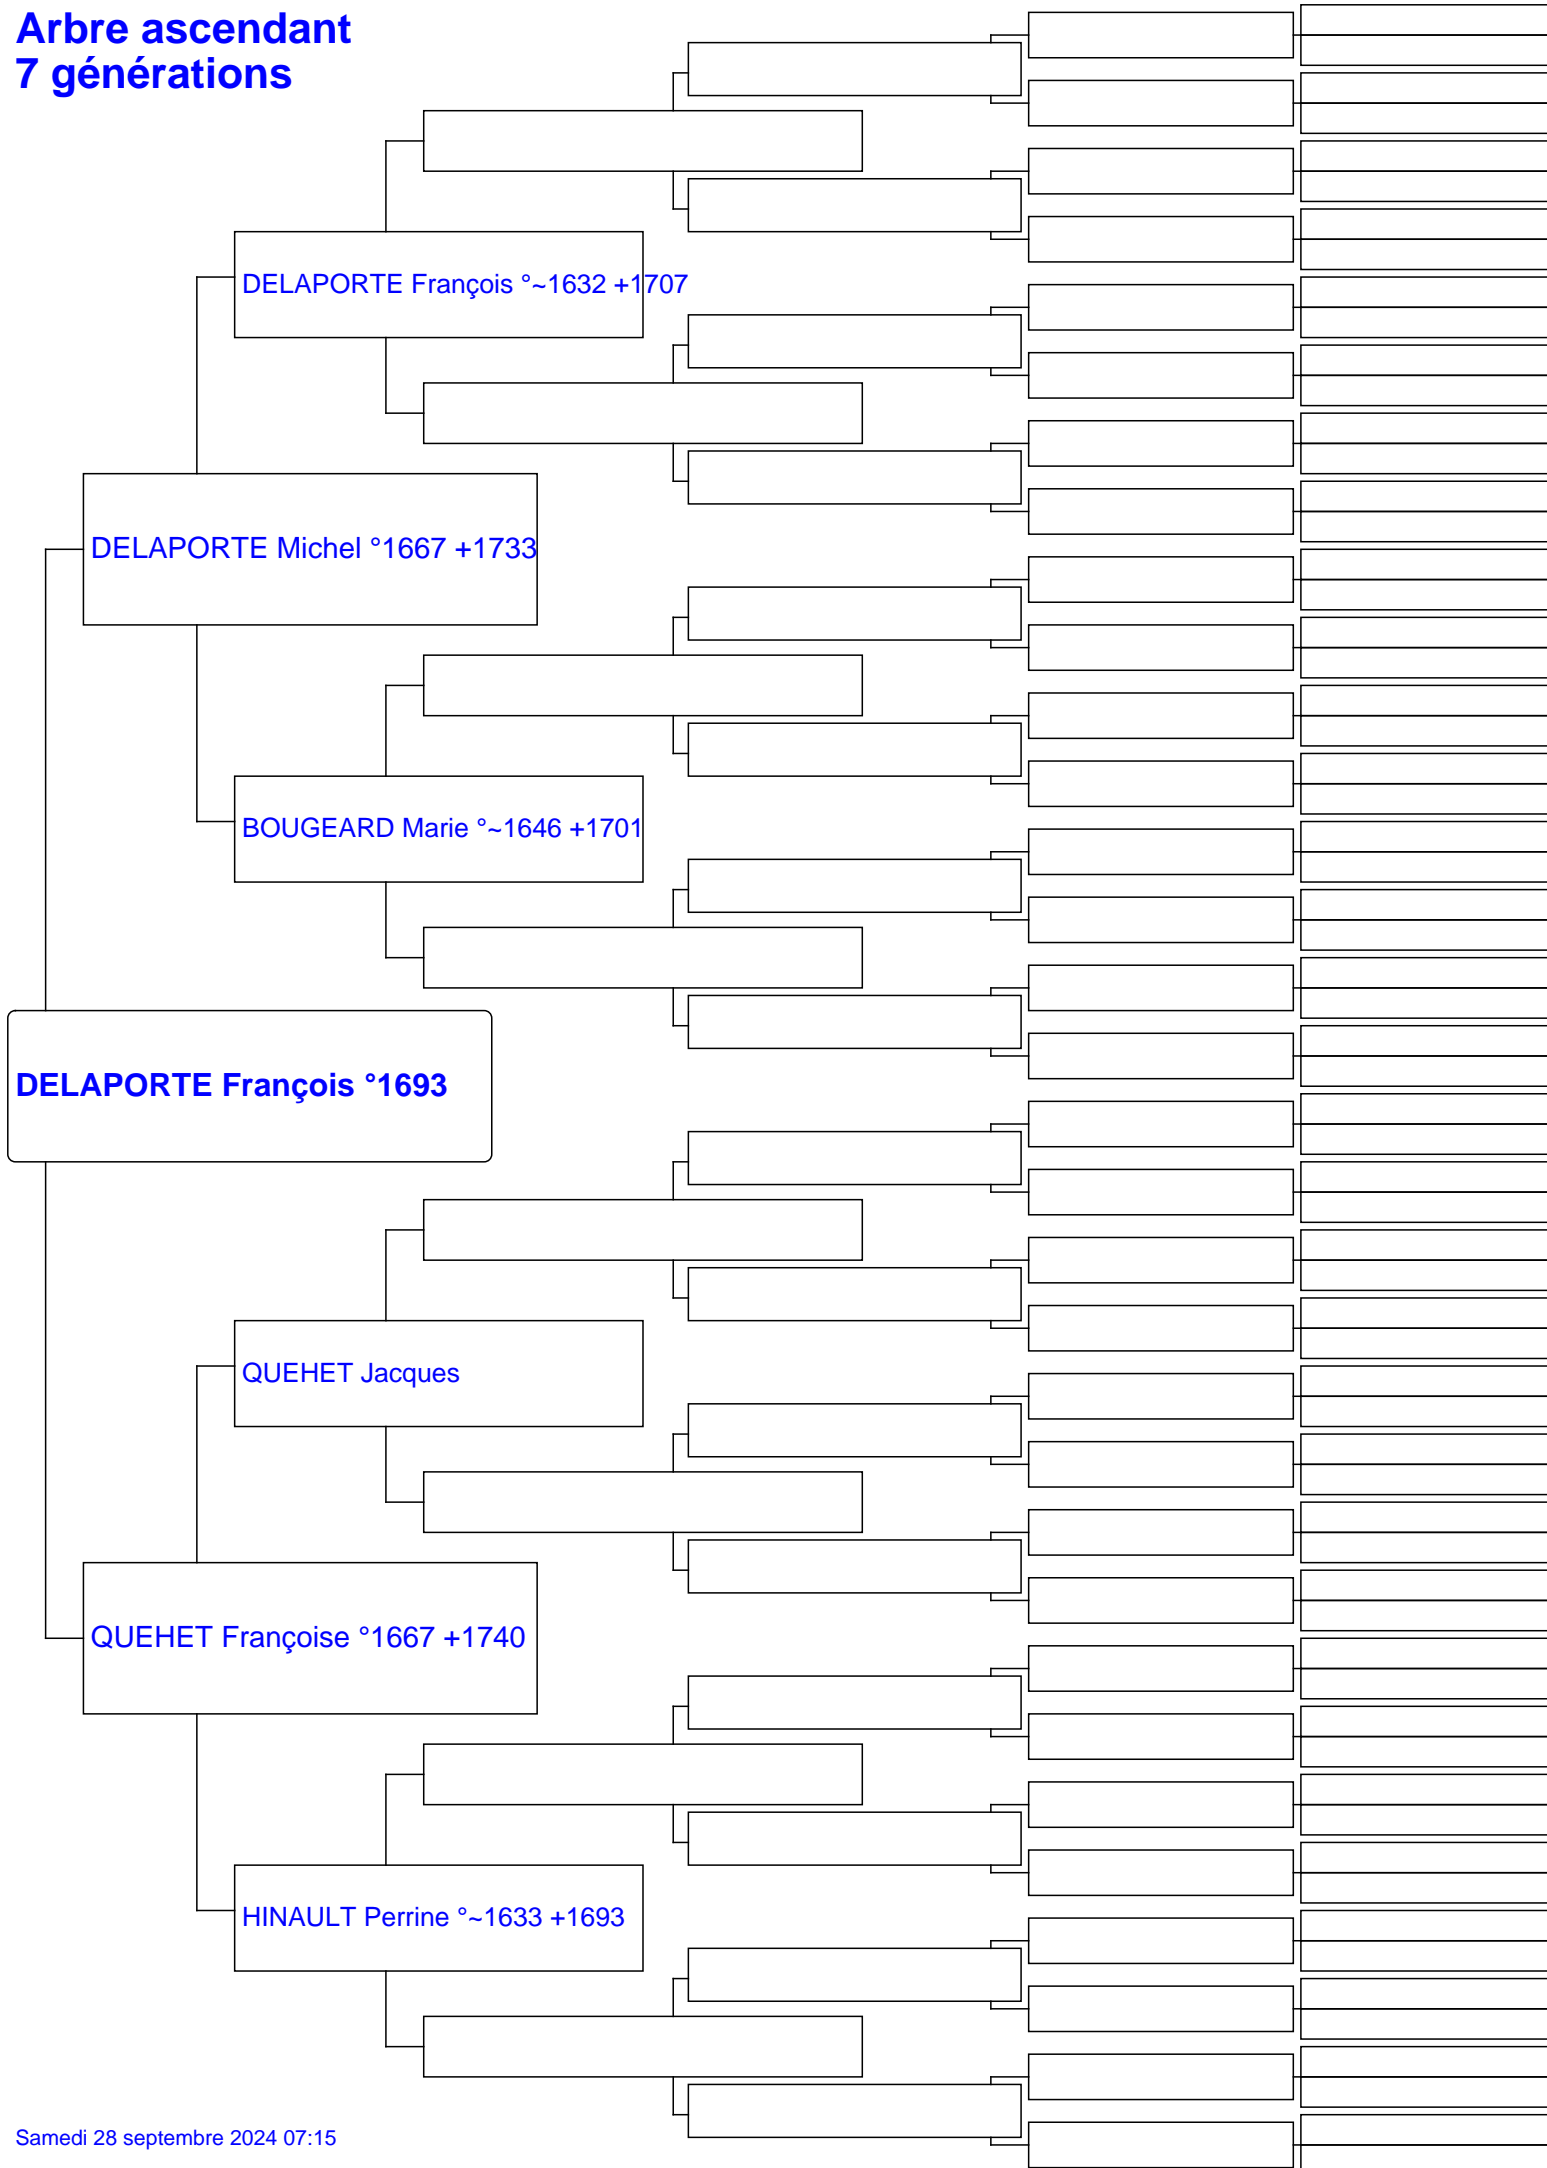 Arbre ascendant
7 générations
DELAPORTE François °~1632 +1707
DELAPORTE Michel °1667 +1733
BOUGEARD Marie °~1646 +1701
DELAPORTE François °1693
QUEHET Jacques
QUEHET Françoise °1667 +1740
HINAULT Perrine °~1633 +1693
Samedi 28 septembre 2024 07:15